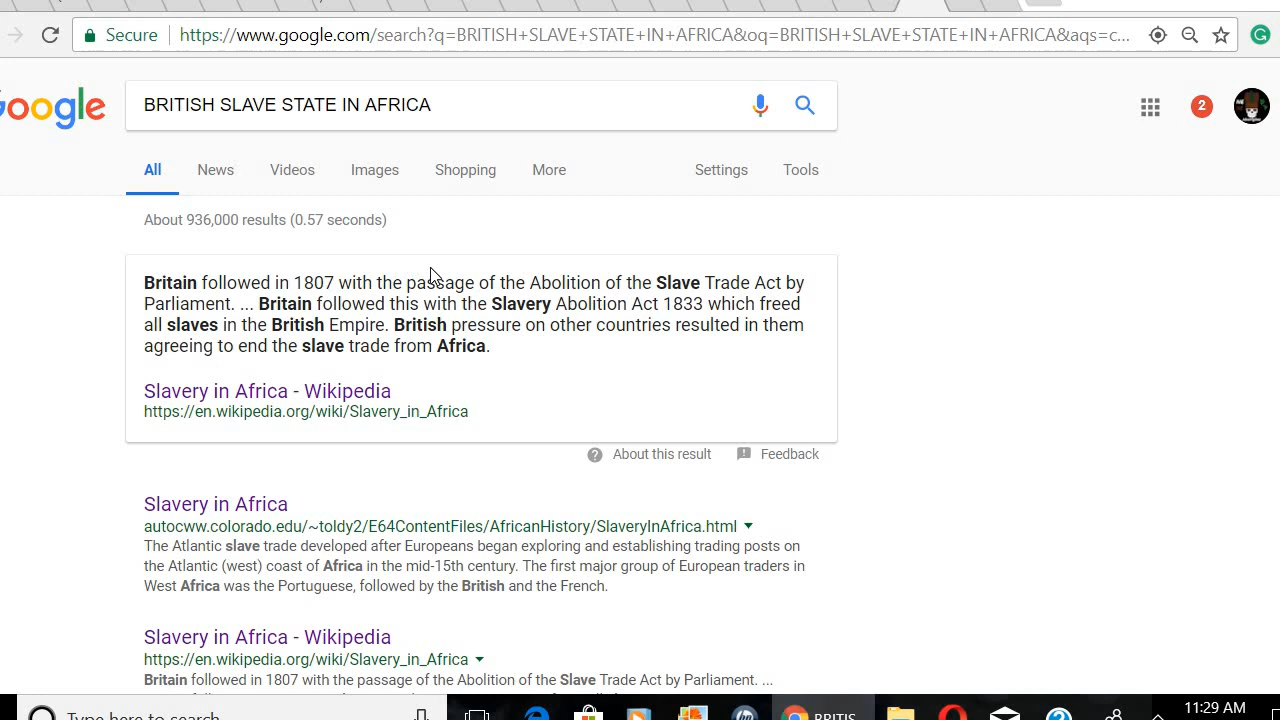 Secure
https://www.google.com/search?q=BRITISH+SLAVE+STATE+IN+AFRICA&oq=BRITISH+SLAVE+STATE+IN+AFRICA&aqs=c...
Google
BRITISH SLAVE STATE IN AFRICA
2
All News Videos Images Shopping More Settings Tools
About 936,000 results (0.57 seconds)
Britain followed in 1807 with the passage of the Abolition of the Slave Trade Act by
Parliament. ... Britain followed this with the Slavery Abolition Act 1833 which freed
all slaves in the British Empire. British pressure on other countries resulted in them
agreeing to end the slave trade from Africa.
Slavery in Africa - Wikipedia
https://en.wikipedia.org/wiki/Slavery_in_Africa
About this result Feedback
Slavery in Africa
autocww.colorado.edu/~toldy2/E64ContentFiles/AfricanHistory/SlaveryInAfrica.html
The Atlantic slave trade developed after Europeans began exploring and establishing trading posts on
the Atlantic (west) coast of Africa in the mid-15th century. The first major group of European traders in
West Africa was the Portuguese, followed by the British and the French.
Slavery in Africa - Wikipedia
https://en.wikipedia.org/wiki/Slavery_in_Africa
Britain followed in 1807 with the passage of the Abolition of the Slave Trade Act by Parliament. ...
Type here to search
BRITIS
11:29 AM